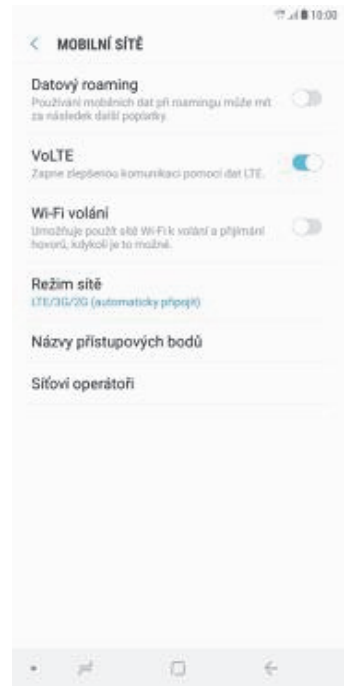 10:00
MOBILNÍ SÍTĚ
Datový roaming
Používání mobilních dat při roamingu může mít
za následek další poplatky.
VoLTE
Zapne zlepšenou komunikaci pomocí dat LTE.
Wi-Fi volání
Umožňuje použít sítě Wi-Fi k volání a přijímání
hovorů, kdykoli je to možné.
Režim sítě
LTE/3G/2G (automaticky připojit)
Názvy přístupových bodů
Síťoví operátoři